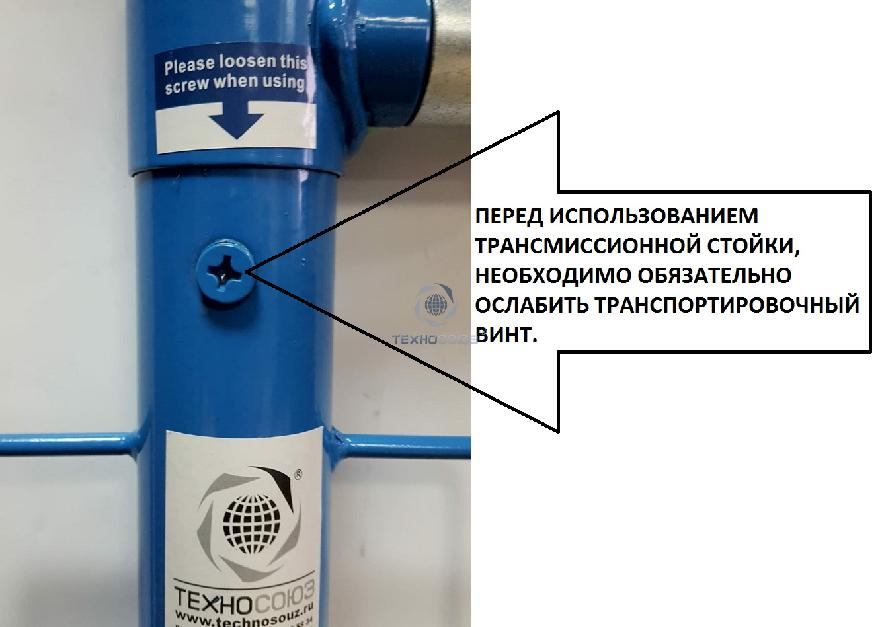 Please loosen this
screw when using
ПЕРЕД ИСПОЛЬЗОВАНИЕМ
ТРАНСМИССИОННОЙ СТОЙКИ,
НЕОБХОДИМО ОБЯЗАТЕЛЬНО
ОСЛАБИТЬ ТРАНСПОРТИРОВОЧНЫЙ
ВИНТ.
ТЕХНОСОЮЗ
®
ТЕХНОСОЮЗ
www.technosouz.ru